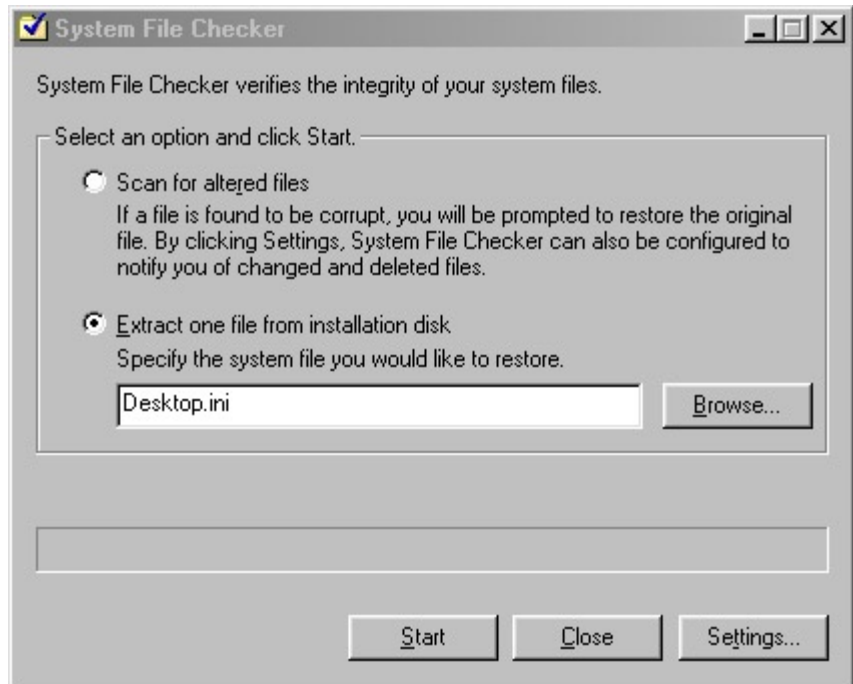 System File Checker
System File Checker verifies the integrity of your system files.
Select an option and click Start.
Scan for altered files
If a file is found to be corrupt, you will be prompted to restore the original
file. By clicking Settings, System File Checker can also be configured to
notify you of changed and deleted files.
Extract one file from installation disk
Specify the system file you would like to restore.
Desktop.ini
Browse...
Start
Close
Settings...